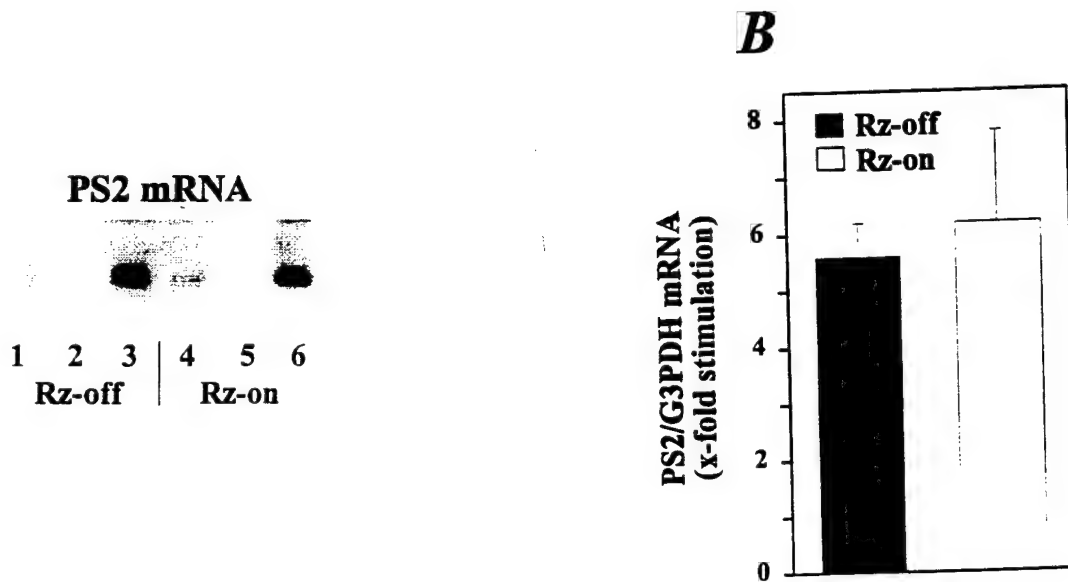 PS2 mRNA
1 2 3 4 5 6
Rz-off Rz-on
B
Rz-off
Rz-on
PS2/G3PDH mRNA
(x-fold stimulation)
8
6
4
2
0